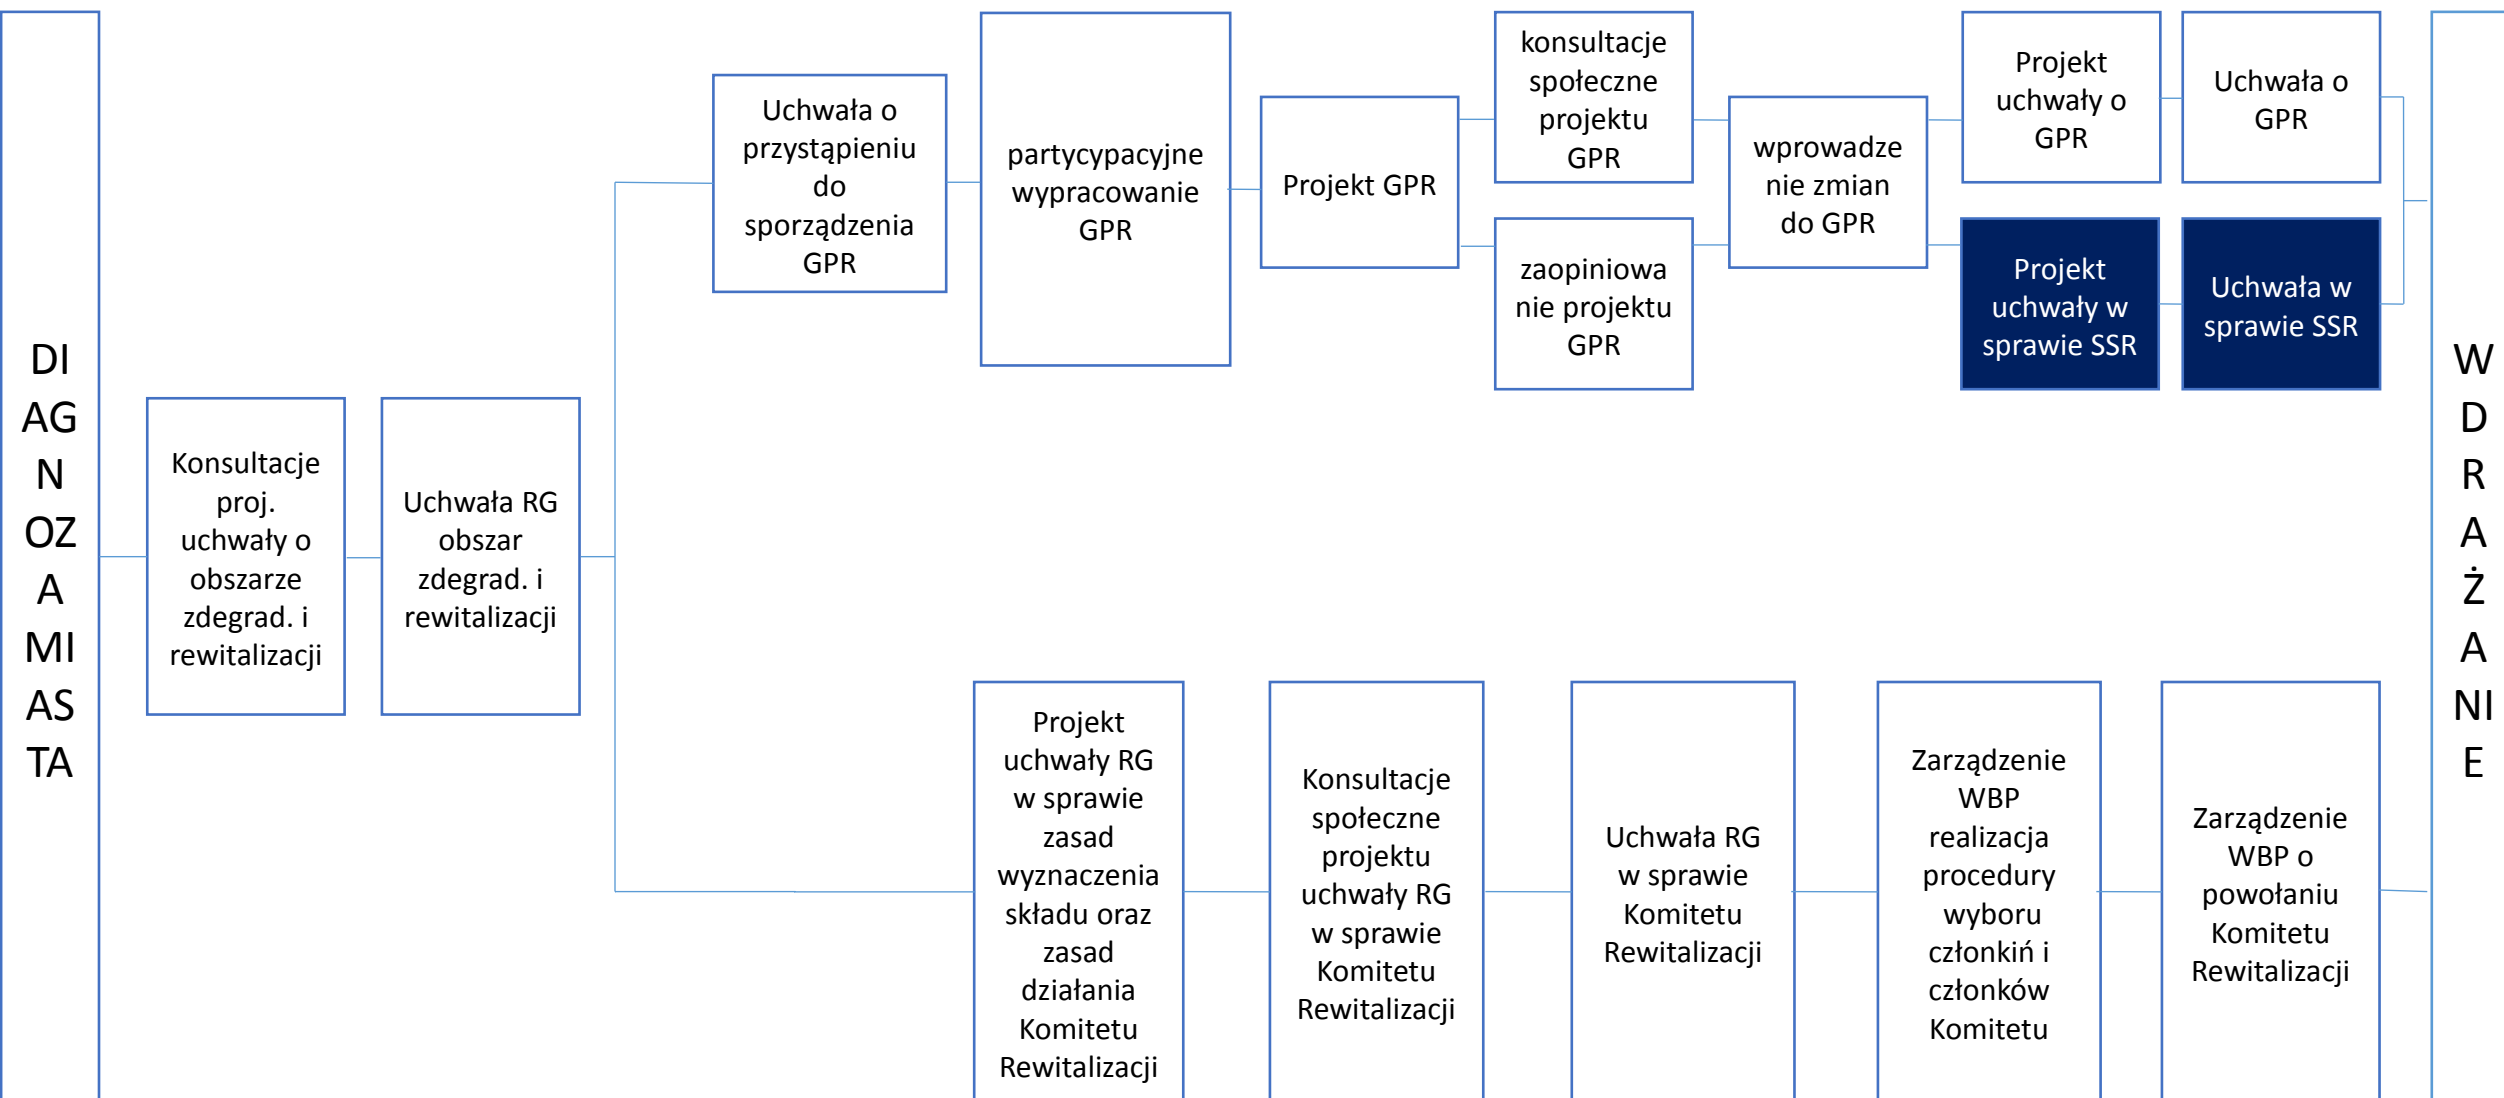 DI
AG
N
OZ
A
MI
AS
TA
Konsultacje
proj.
uchwały o
obszarze
zdegrad. i
rewitalizacji
Uchwała RG
obszar
zdegrad. i
rewitalizacji
Uchwała o
przystąpieniu
do
sporządzenia
GPR
partycypacyjne
wypracowanie
GPR
Projekt GPR
konsultacje
społeczne
projektu
GPR
zaopiniowa
nie projektu
GPR
wprowadze
nie zmian
do GPR
Projekt
uchwały o
GPR
Uchwała o
GPR
Projekt
uchwały w
sprawie SSR
Uchwała w
sprawie SSR
Projekt
uchwały RG
w sprawie
zasad
wyznaczenia
składu oraz
zasad
działania
Komitetu
Rewitalizacji
Konsultacje
społeczne
projektu
uchwały RG
w sprawie
Komitetu
Rewitalizacji
Uchwała RG
w sprawie
Komitetu
Rewitalizacji
Zarządzenie
WBP
realizacja
procedury
wyboru
członkiń i
członków
Komitetu
Zarządzenie
WBP o
powołaniu
Komitetu
Rewitalizacji
W
D
R
A
Ż
A
NI
E